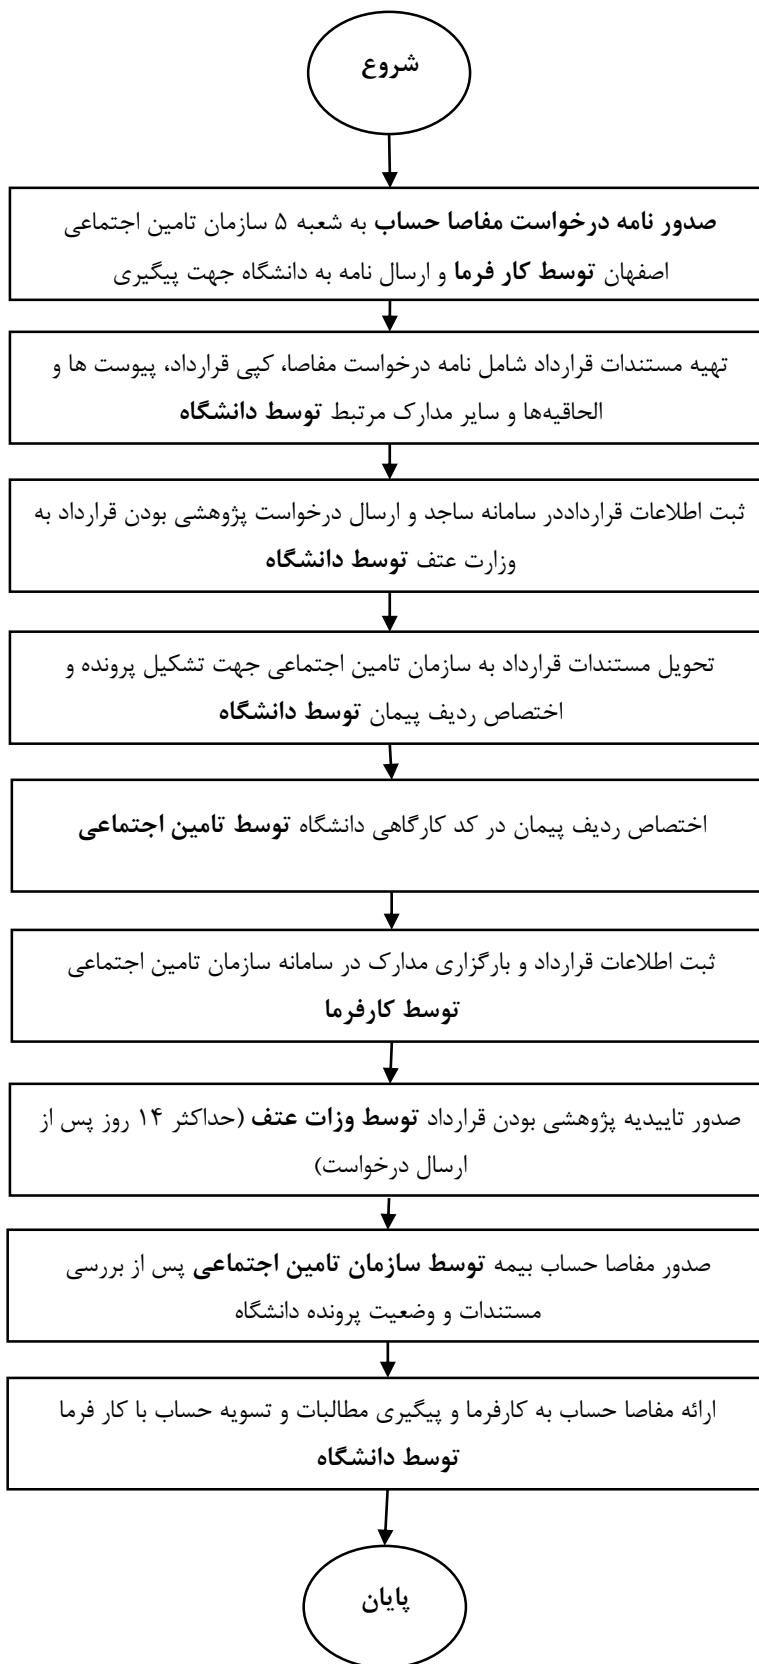 شروع
صدور نامه درخواست مفاصا حساب به شعبه ۵ سازمان تامین اجتماعی
اصفهان توسط کار فرما و ارسال نامه به دانشگاه جهت پیگیری
تهیه مستندات قرارداد شامل نامه درخواست مفاصا، کپی قرارداد، پیوست ها و
الحاقیه‌ها و سایر مدارک مرتبط توسط دانشگاه
ثبت اطلاعات قرارداددر سامانه ساجد و ارسال درخواست پژوهشی بودن قرارداد به
وزارت عتف توسط دانشگاه
تحویل مستندات قرارداد به سازمان تامین اجتماعی جهت تشکیل پرونده و
اختصاص ردیف پیمان توسط دانشگاه
اختصاص ردیف پیمان در کد کارگاهی دانشگاه توسط تامین اجتماعی
ثبت اطلاعات قرارداد و بارگزاری مدارک در سامانه سازمان تامین اجتماعی
توسط کارفرما
صدور تاییدیه پژوهشی بودن قرارداد توسط وزات عتف (حداکثر ۱۴ روز پس از
ارسال درخواست)
صدور مفاصا حساب بیمه توسط سازمان تامین اجتماعی پس از بررسی
مستندات و وضعیت پرونده دانشگاه
ارائه مفاصا حساب به کارفرما و پیگیری مطالبات و تسویه حساب با کار فرما
توسط دانشگاه
پایان